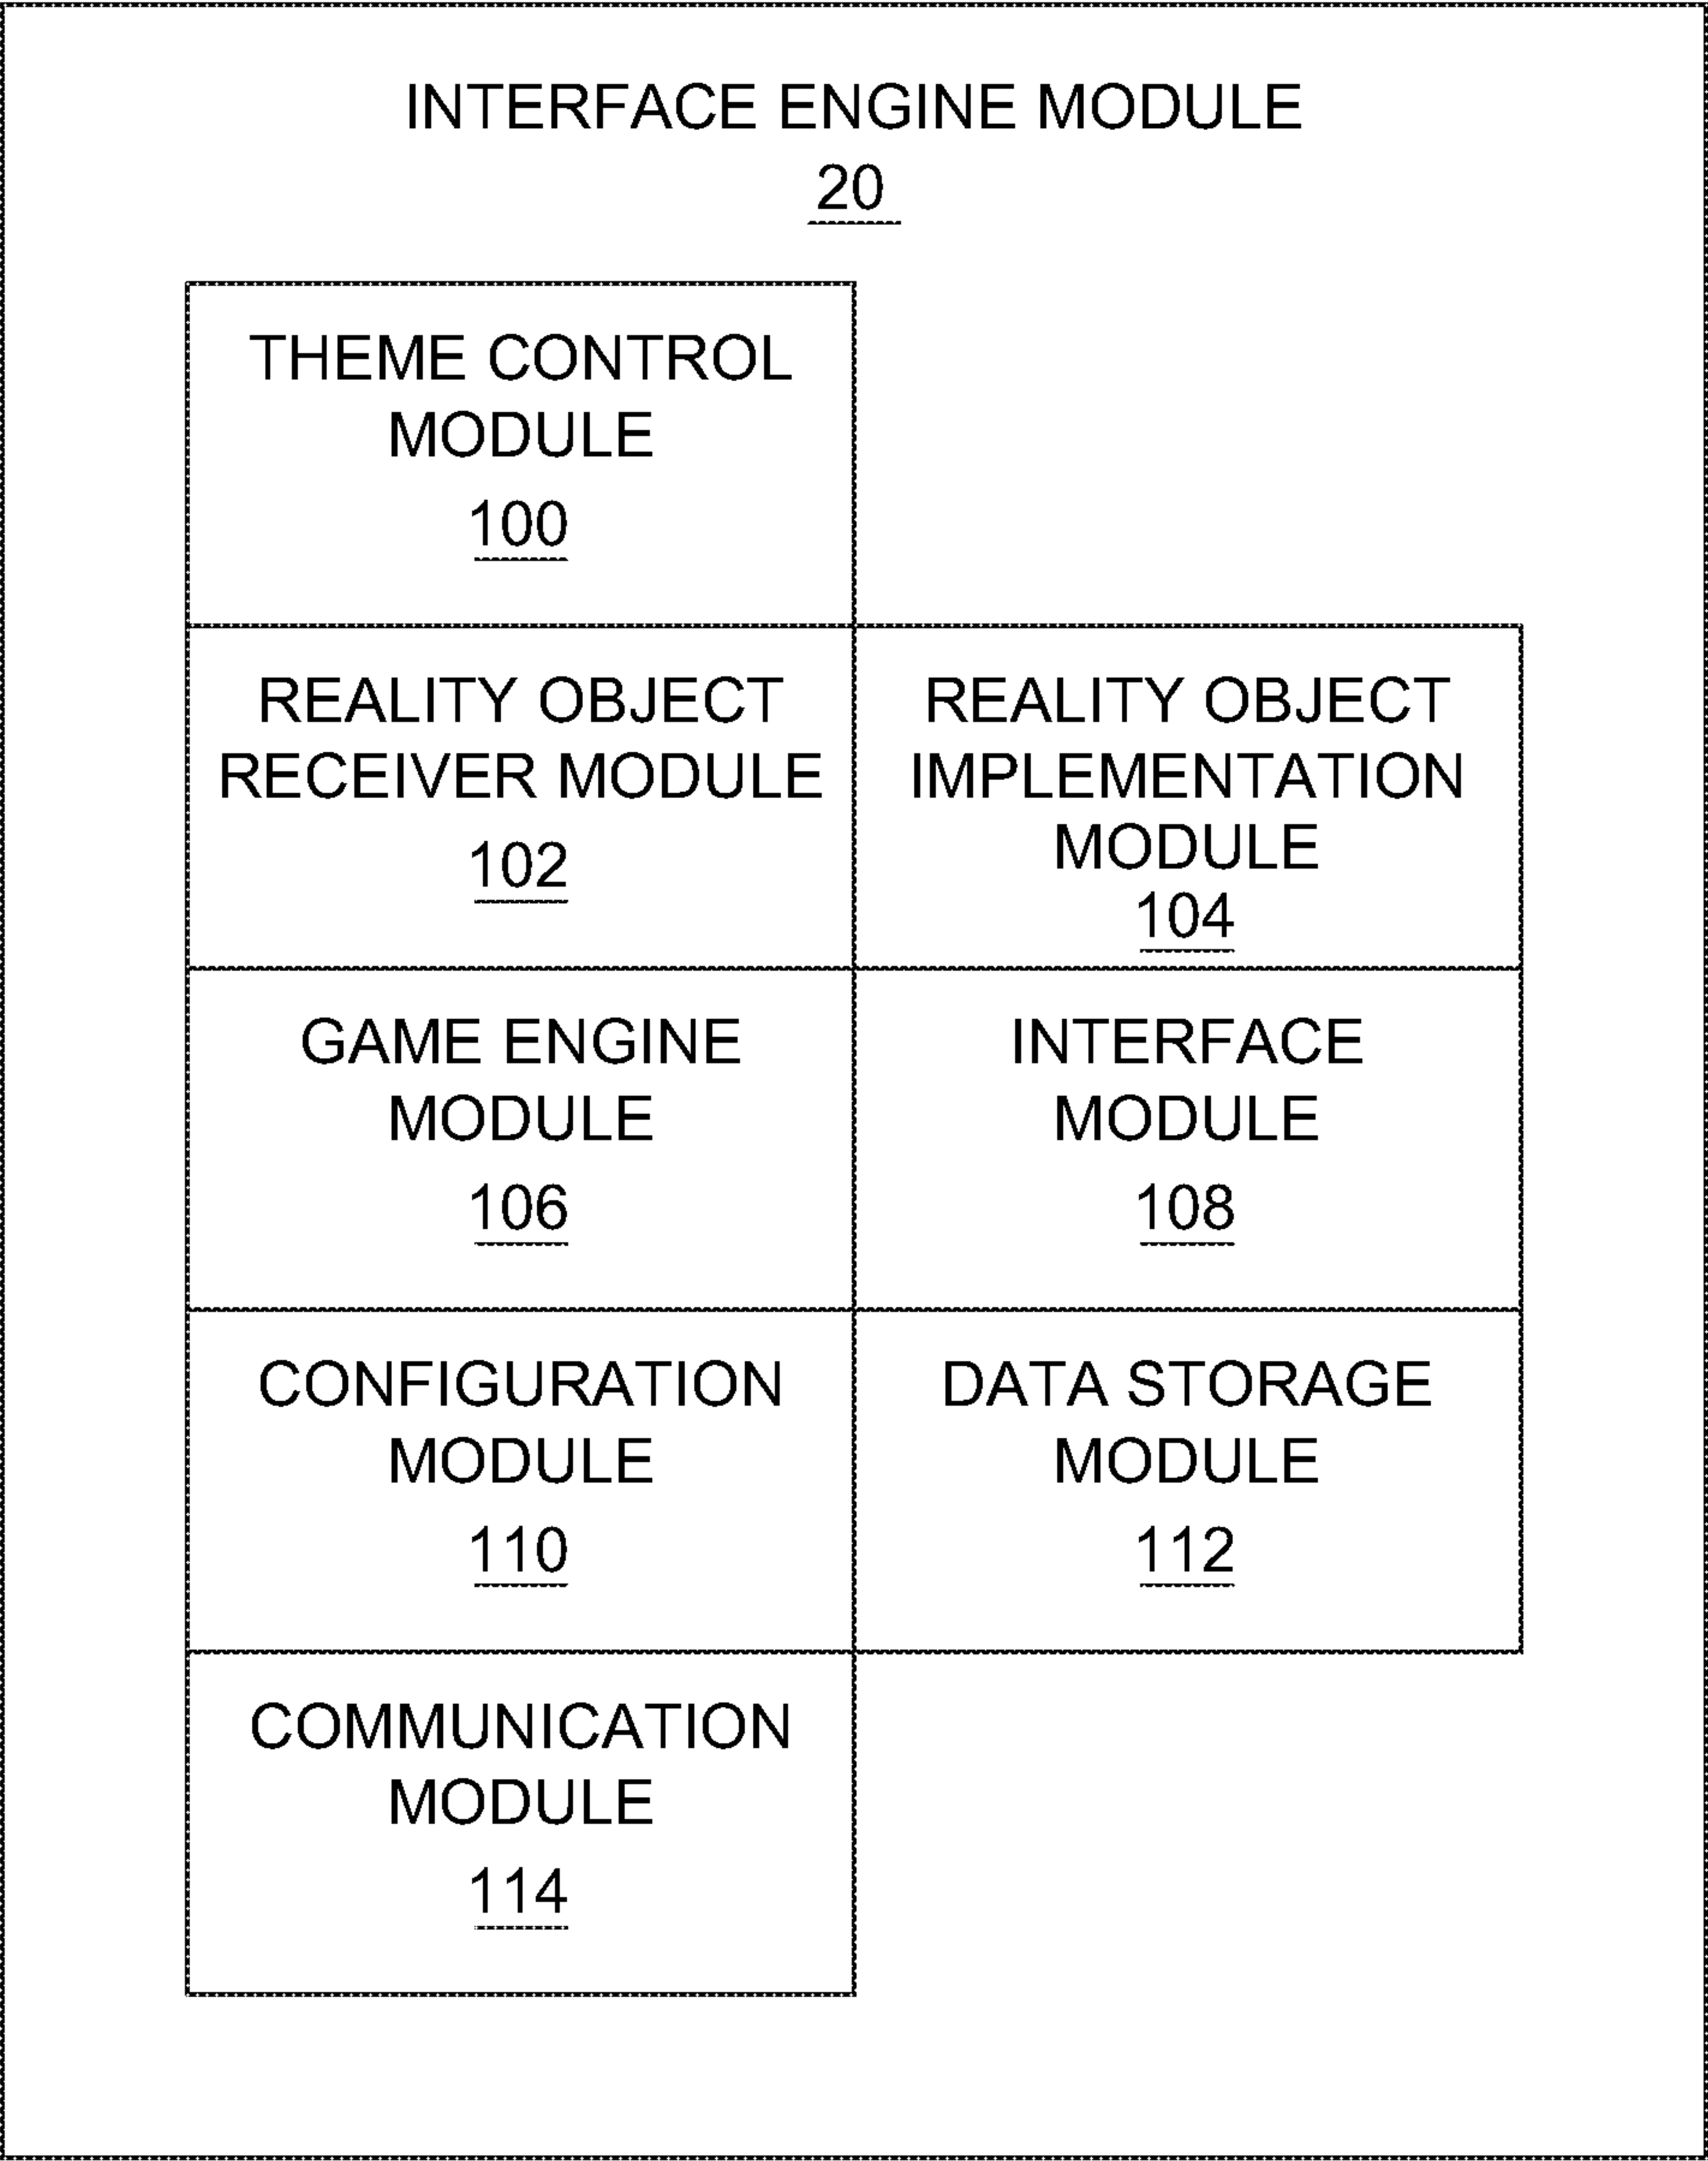 INTERFACE ENGINE MODULE
20
THEME CONTROL
MODULE
100
REALITY OBJECT
RECEIVER MODULE
102
REALITY OBJECT
IMPLEMENTATION
MODULE
104
GAME ENGINE
MODULE
106
INTERFACE
MODULE
108
CONFIGURATION
MODULE
110
DATA STORAGE
MODULE
112
COMMUNICATION
MODULE
114